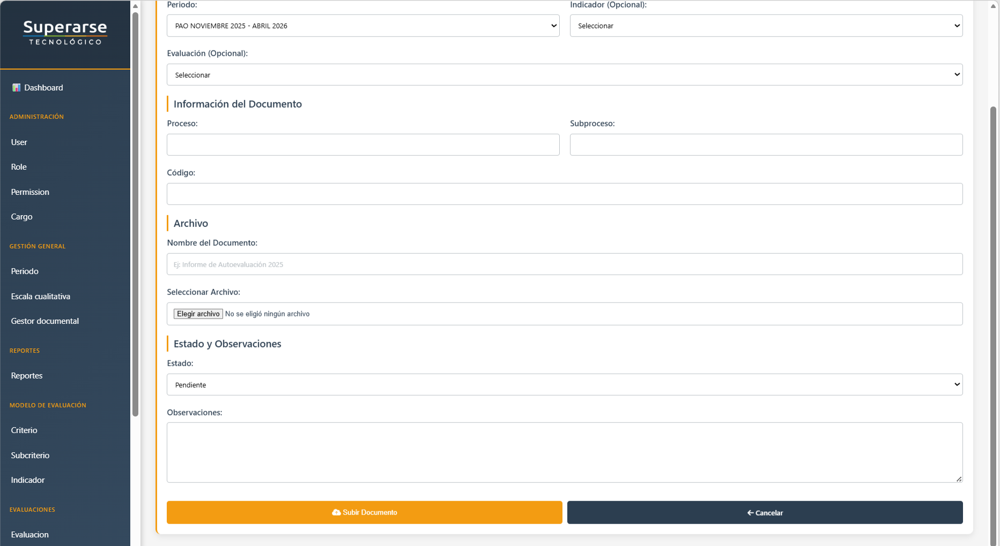 Superarse
TECNOLÓGICO
Dashboard
ADMINISTRACIÓN
User
Role
Permission
Cargo
GESTIÓN GENERAL
Periodo
Escala cualitativa
Gestor documental
REPORTES
Reportes
MODELO DE EVALUACIÓN
Criterio
Subcriterio
Indicador
EVALUACIONES
Evaluacion
Periodo:
Indicador (Opcional):
PAO NOVIEMBRE 2025 - ABRIL 2026
Seleccionar
Evaluación (Opcional):
Seleccionar
Información del Documento
Proceso:
Subproceso:
Código:
Archivo
Nombre del Documento:
Ej: Informe de Autoevaluación 2025
Seleccionar Archivo:
Elegir archivo No se eligió ningún archivo
Estado y Observaciones
Estado:
Pendiente
Observaciones:
Subir Documento
Cancelar